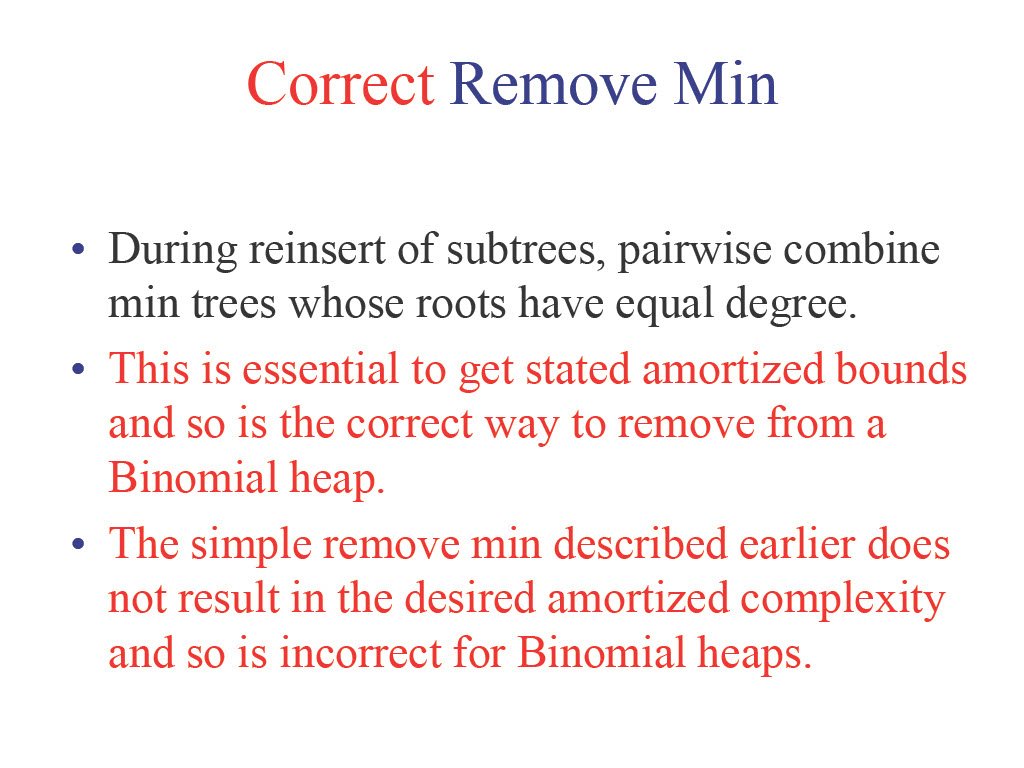 Correct Remove Min
• During reinsert of subtrees, pairwise combine
min trees whose roots have equal degree.
• This is essential to get stated amortized bounds
and so is the correct way to remove from a
Binomial heap.
• The simple remove min described earlier does
not result in the desired amortized complexity
and so is incorrect for Binomial heaps.